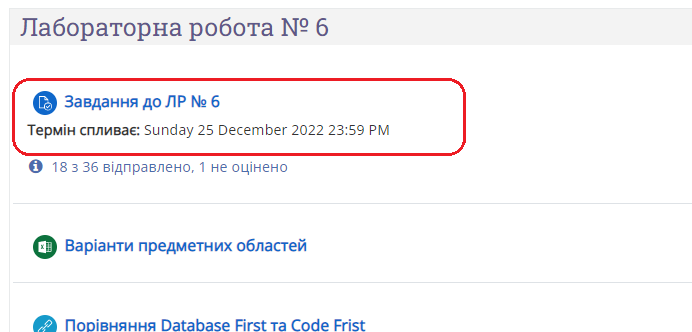 Лабораторна робота № 6
Завдання до ЛР № 6
Термін спливає: Sunday 25 December 2022 23:59 PM
18 з 36 відправлено, 1 не оцінено
Варіанти предметних областей
Порівняння Database First та Code Frist